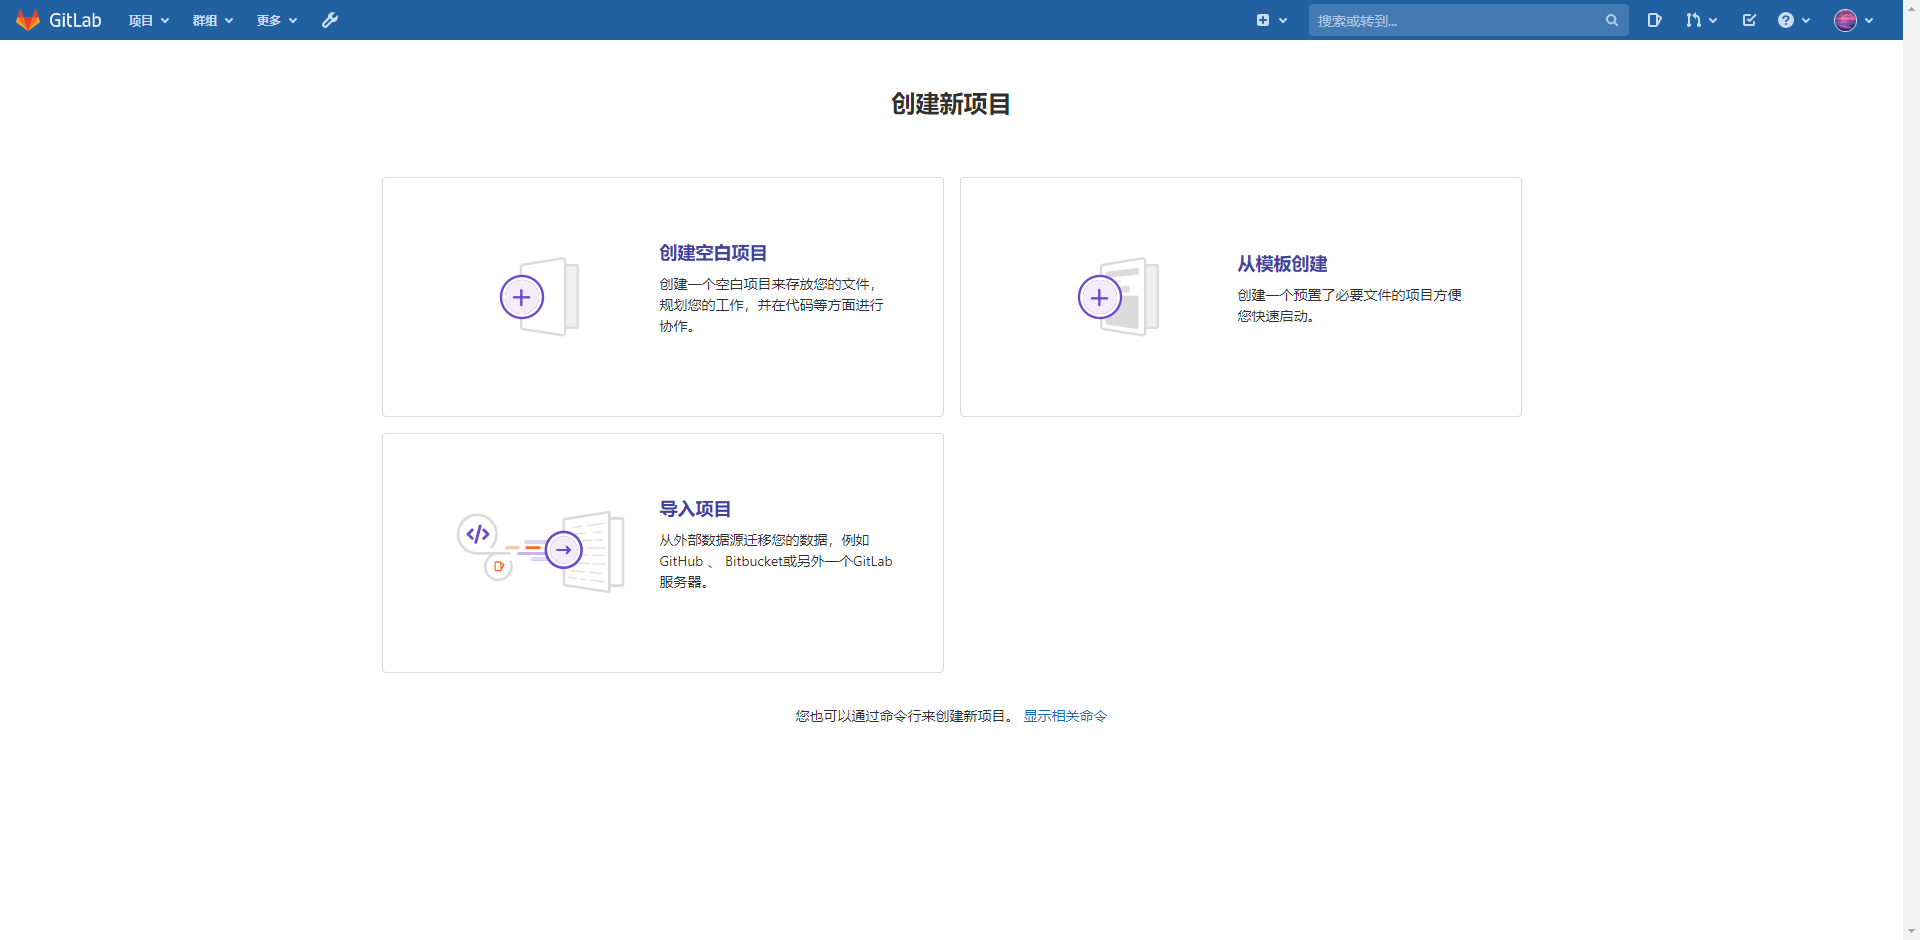 GitLab 项目 群组 更多 搜索或转到...
创建新项目
创建空白项目
创建一个空白项目来存放您的文件，
规划您的工作，并在代码等方面进行
协作。
从模板创建
创建一个预置了必要文件的项目方便
您快速启动。
导入项目
从外部数据源迁移您的数据，例如
GitHub 、 Bitbucket或另外一个GitLab
服务器。
您也可以通过命令行来创建新项目。 显示相关命令